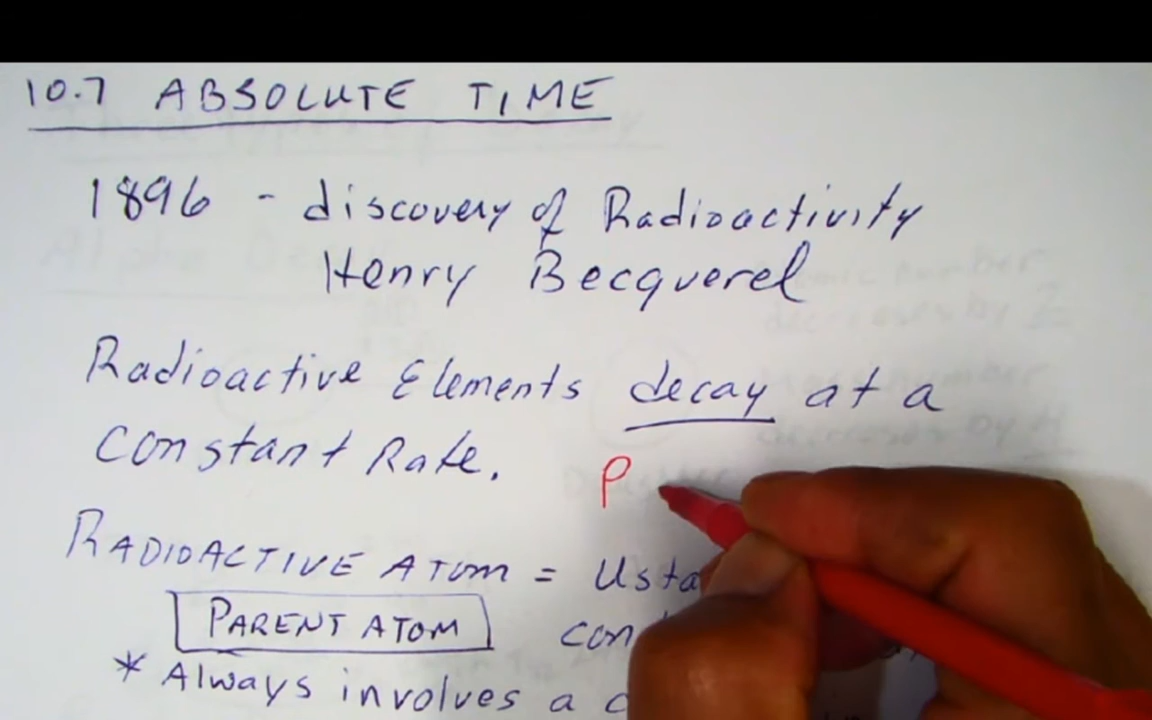 10.7 ABSOLUTE TIME
1896 - discovery of Radioactivity
Henry Becquerel
Radioactive Elements decay at a
constant Rate.
P
RADIOACTIVE ATOM = Usta
PARENT ATOM con
* Always involves a c